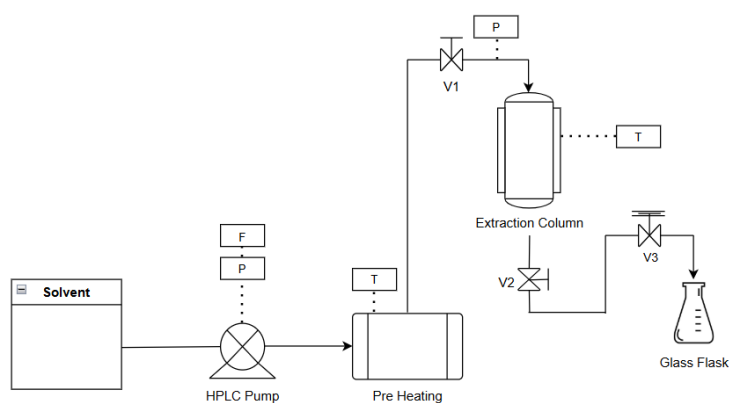 P
V1
T
Extraction Column
F
P
T
V2
V3
Solvent
HPLC Pump
Pre Heating
Glass Flask